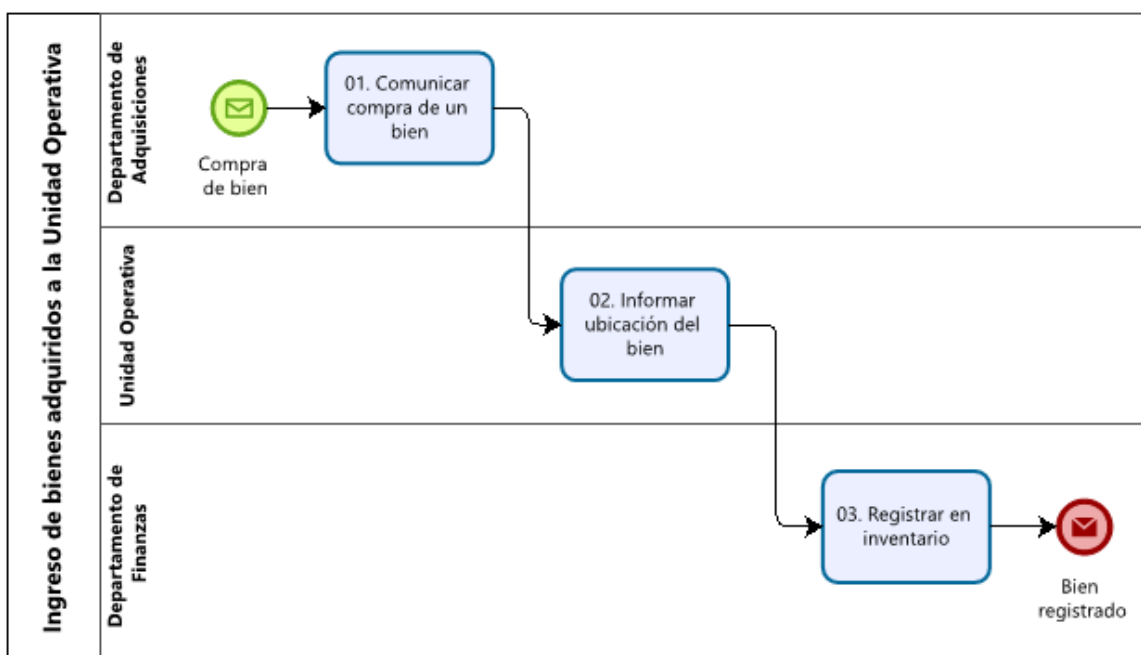 Ingreso de bienes adquiridos a la Unidad Operativa
Departamento de
Adquisiciones
Compra
de bien
01. Comunicar
compra de un
bien
Unidad Operativa
02. Informar
ubicación del
bien
Departamento de
Finanzas
03. Registrar en
inventario
Bien
registrado